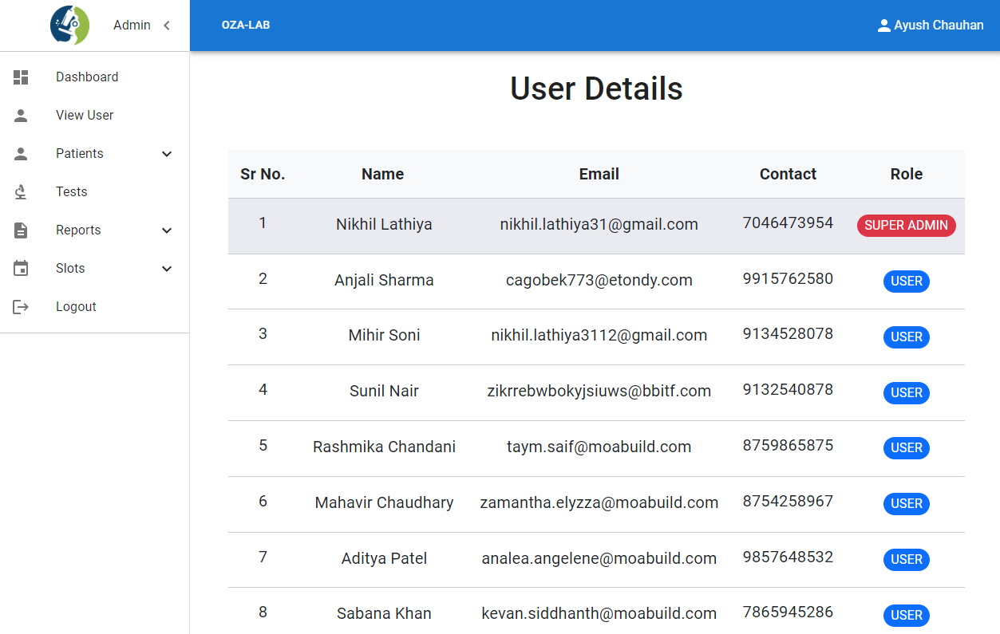 Admin
OZA-LAB
Ayush Chauhan
Dashboard
View User
Patients
Tests
Reports
Slots
Logout
User Details
Sr No. Name Email Contact Role
1 Nikhil Lathiya nikhil.lathiya31@gmail.com 7046473954 SUPER ADMIN
2 Anjali Sharma cagobek773@etondy.com 9915762580 USER
3 Mihir Soni nikhil.lathiya3112@gmail.com 9134528078 USER
4 Sunil Nair zikrrebwbokyjsiuws@bbitf.com 9132540878 USER
5 Rashmika Chandani taym.saif@moabuild.com 8759865875 USER
6 Mahavir Chaudhary zamantha.elyzza@moabuild.com 8754258967 USER
7 Aditya Patel analea.angelene@moabuild.com 9857648532 USER
8 Sabana Khan kevan.siddhanth@moabuild.com 7865945286 USER